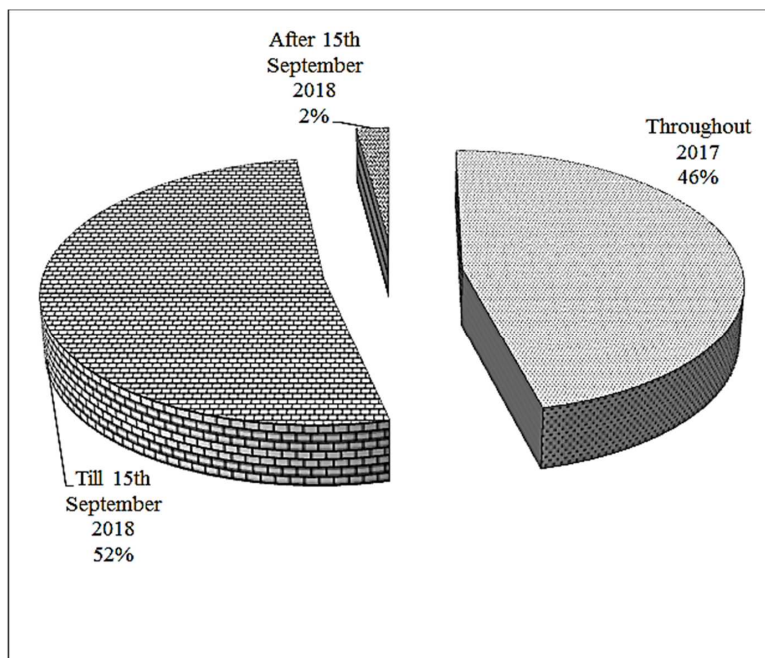 After 15th
September
2018
2%
Throughout
2017
46%
Till 15th
September
2018
52%